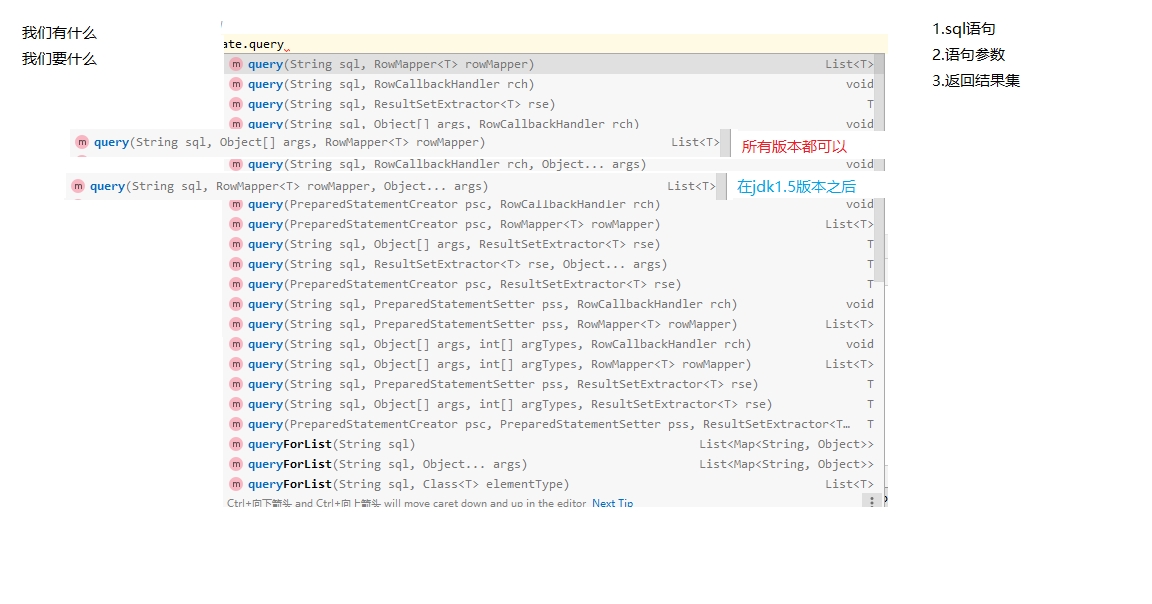 我们有什么
我们要什么
ate.query
m query(String sql, RowMapper<T> rowMapper) List<T>
m query(String sql, RowCallbackHandler rch) void
m query(String sql, ResultSetExtractor<T> rse) T
m query(String sql, Object[] args, RowCallbackHandler rch) void
m query(String sql, Object[] args, RowMapper<T> rowMapper) List<T> 所有版本都可以
m query(String sql, RowCallbackHandler rch, Object... args) void
m query(String sql, RowMapper<T> rowMapper, Object... args) List<T> 在jdk1.5版本之后
m query(PreparedStatementCreator psc, RowCallbackHandler rch) void
m query(PreparedStatementCreator psc, RowMapper<T> rowMapper) List<T>
m query(String sql, Object[] args, ResultSetExtractor<T> rse) T
m query(String sql, ResultSetExtractor<T> rse, Object... args) T
m query(PreparedStatementCreator psc, ResultSetExtractor<T> rse) T
m query(String sql, PreparedStatementSetter pss, RowCallbackHandler rch) void
m query(String sql, PreparedStatementSetter pss, RowMapper<T> rowMapper) List<T>
m query(String sql, Object[] args, int[] argTypes, RowCallbackHandler rch) void
m query(String sql, Object[] args, int[] argTypes, RowMapper<T> rowMapper) List<T>
m query(String sql, PreparedStatementSetter pss, ResultSetExtractor<T> rse) T
m query(String sql, Object[] args, int[] argTypes, ResultSetExtractor<T> rse) T
m query(PreparedStatementCreator psc, PreparedStatementSetter pss, ResultSetExtractor<T… T
m queryForList(String sql) List<Map<String, Object>>
m queryForList(String sql, Object... args) List<Map<String, Object>>
m queryForList(String sql, Class<T> elementType) List<T>
Ctrl+向下箭头 and Ctrl+向上箭头 will move caret down and up in the editor Next Tip
1.sql语句
2.语句参数
3.返回结果集